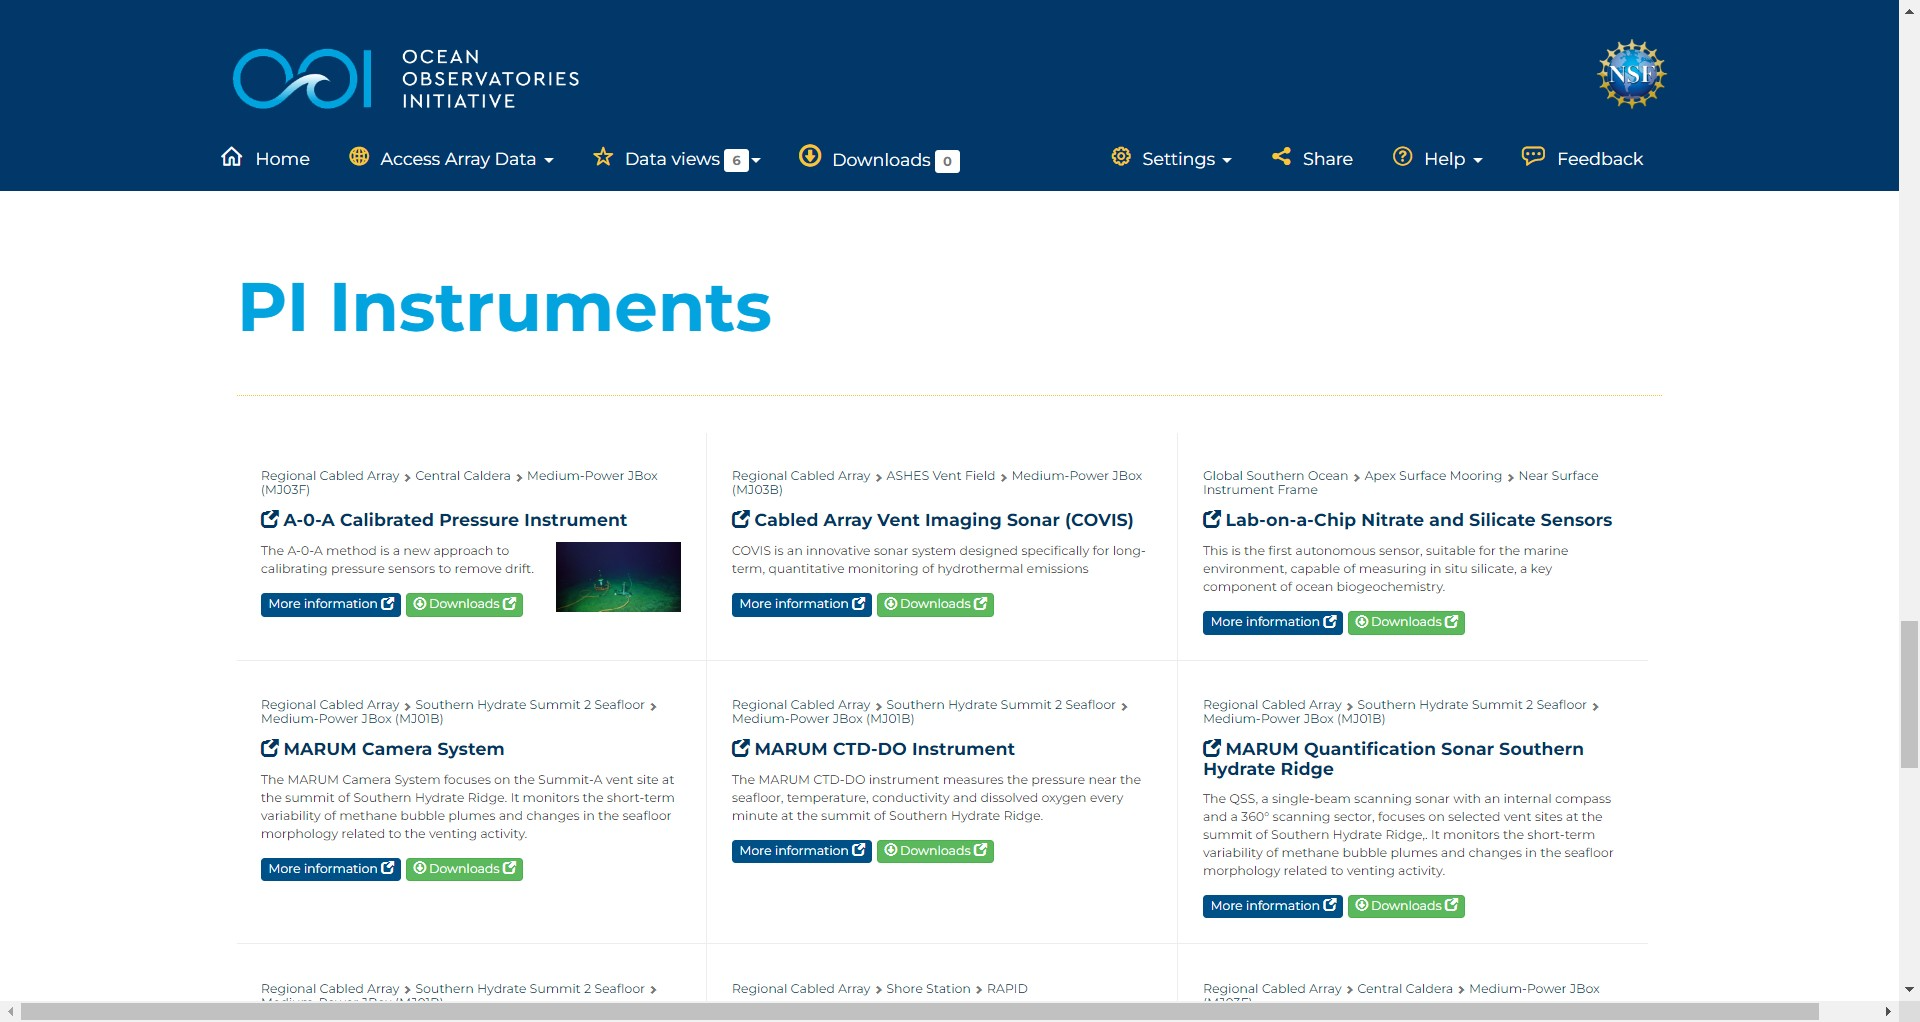 OCEAN
OBSERVATORIES
INITIATIVE
NSF
Home
Access Array Data
Data views 6
Downloads 0
Settings
Share
Help
Feedback
PI Instruments
Regional Cabled Array > Central Caldera > Medium-Power JBox
(MJ03F)
A-0-A Calibrated Pressure Instrument
The A-0-A method is a new approach to
calibrating pressure sensors to remove drift.
More information
Downloads
Regional Cabled Array > ASHES Vent Field > Medium-Power JBox
(MJ03B)
Cabled Array Vent Imaging Sonar (COVIS)
COVIS is an innovative sonar system designed specifically for long-
term, quantitative monitoring of hydrothermal emissions
More information
Downloads
Global Southern Ocean > Apex Surface Mooring > Near Surface
Instrument Frame
Lab-on-a-Chip Nitrate and Silicate Sensors
This is the first autonomous sensor, suitable for the marine
environment, capable of measuring in situ silicate, a key
component of ocean biogeochemistry.
More information
Downloads
Regional Cabled Array > Southern Hydrate Summit 2 Seafloor >
Medium-Power JBox (MJ01B)
MARUM Camera System
The MARUM Camera System focuses on the Summit-A vent site at
the summit of Southern Hydrate Ridge. It monitors the short-term
variability of methane bubble plumes and changes in the seafloor
morphology related to the venting activity.
More information
Downloads
Regional Cabled Array > Southern Hydrate Summit 2 Seafloor >
Medium-Power JBox (MJ01B)
MARUM CTD-DO Instrument
The MARUM CTD-DO instrument measures the pressure near the
seafloor, temperature, conductivity and dissolved oxygen every
minute at the summit of Southern Hydrate Ridge.
More information
Downloads
Regional Cabled Array > Southern Hydrate Summit 2 Seafloor >
Medium-Power JBox (MJ01B)
MARUM Quantification Sonar Southern
Hydrate Ridge
The QSS, a single-beam scanning sonar with an internal compass
and a 360° scanning sector, focuses on selected vent sites at the
summit of Southern Hydrate Ridge,. It monitors the short-term
variability of methane bubble plumes and changes in the seafloor
morphology related to venting activity.
More information
Downloads
Regional Cabled Array > Southern Hydrate Summit 2 Seafloor >
Regional Cabled Array > Shore Station > RAPID
Regional Cabled Array > Central Caldera > Medium-Power JBox